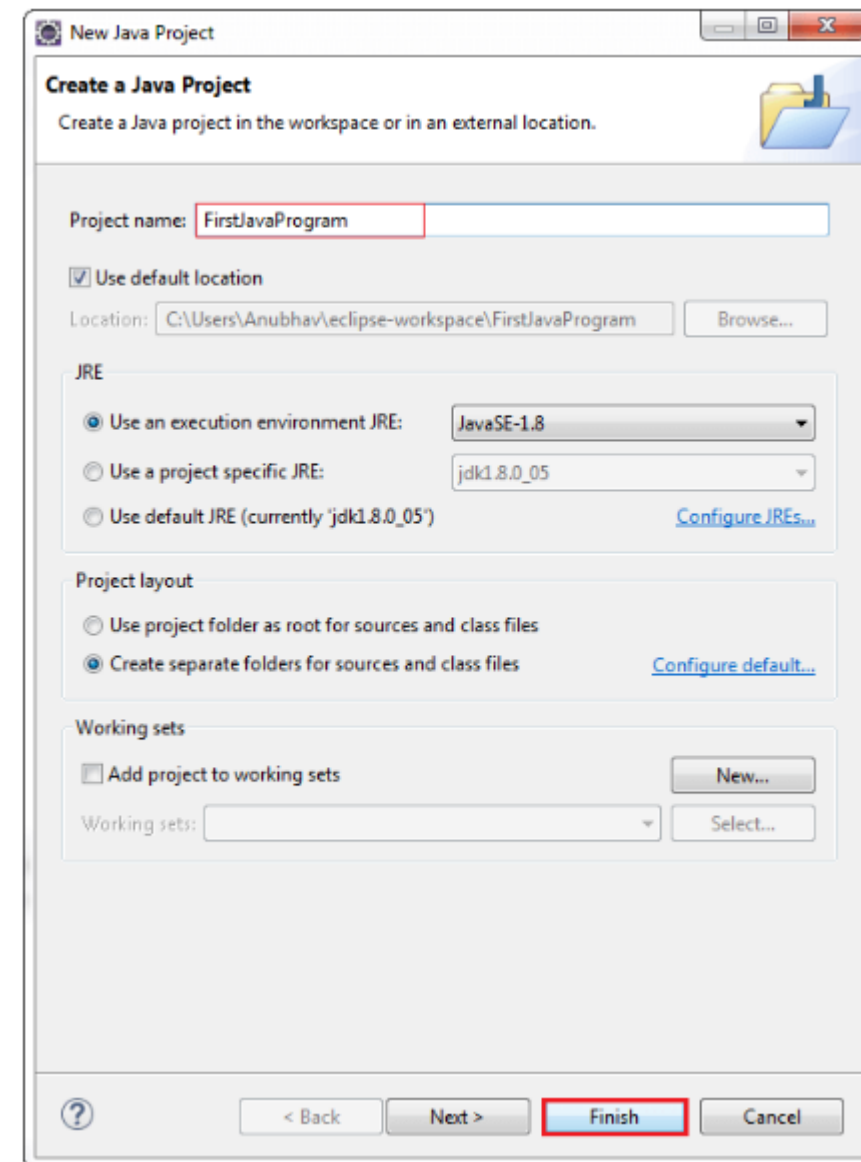 New Java Project
Create a Java Project
Create a Java project in the workspace or in an external location.
Project name: FirstJavaProgram
Use default location
Location: C:\Users\Anubhav\eclipse-workspace\FirstJavaProgram Browse...
JRE
Use an execution environment JRE: JavaSE-1.8
Use a project specific JRE: jdk1.8.0_05
Use default JRE (currently 'jdk1.8.0_05') Configure JREs...
Project layout
Use project folder as root for sources and class files
Create separate folders for sources and class files Configure default...
Working sets
Add project to working sets New...
Working sets: Select...
? < Back Next > Finish Cancel